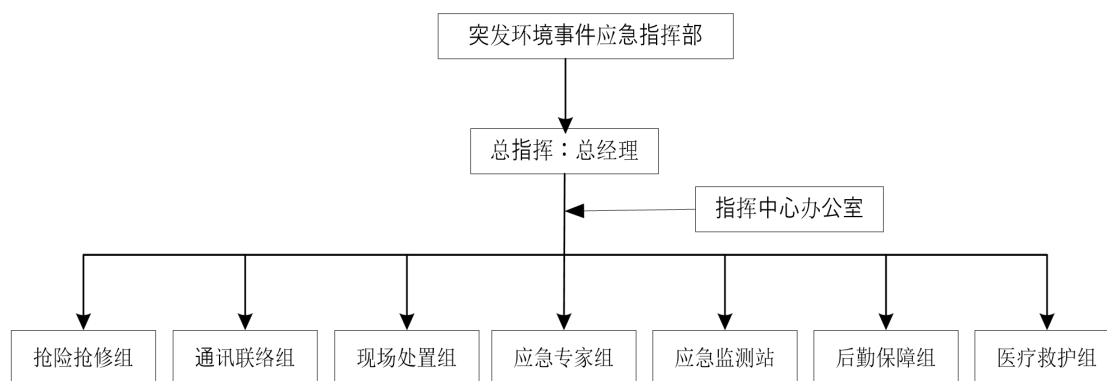 突发环境事件应急指挥部
总指挥：总经理
指挥中心办公室
抢险抢修组
通讯联络组
现场处置组
应急专家组
应急监测站
后勤保障组
医疗救护组